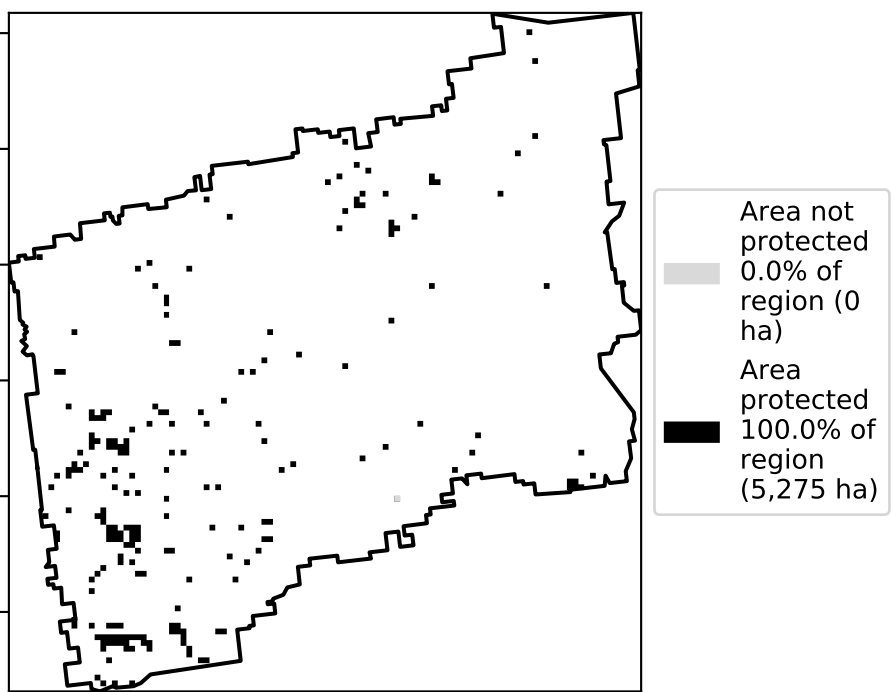 Area not
protected
0.0% of
region (0
ha)
Area
protected
100.0% of
region
(5,275 ha)